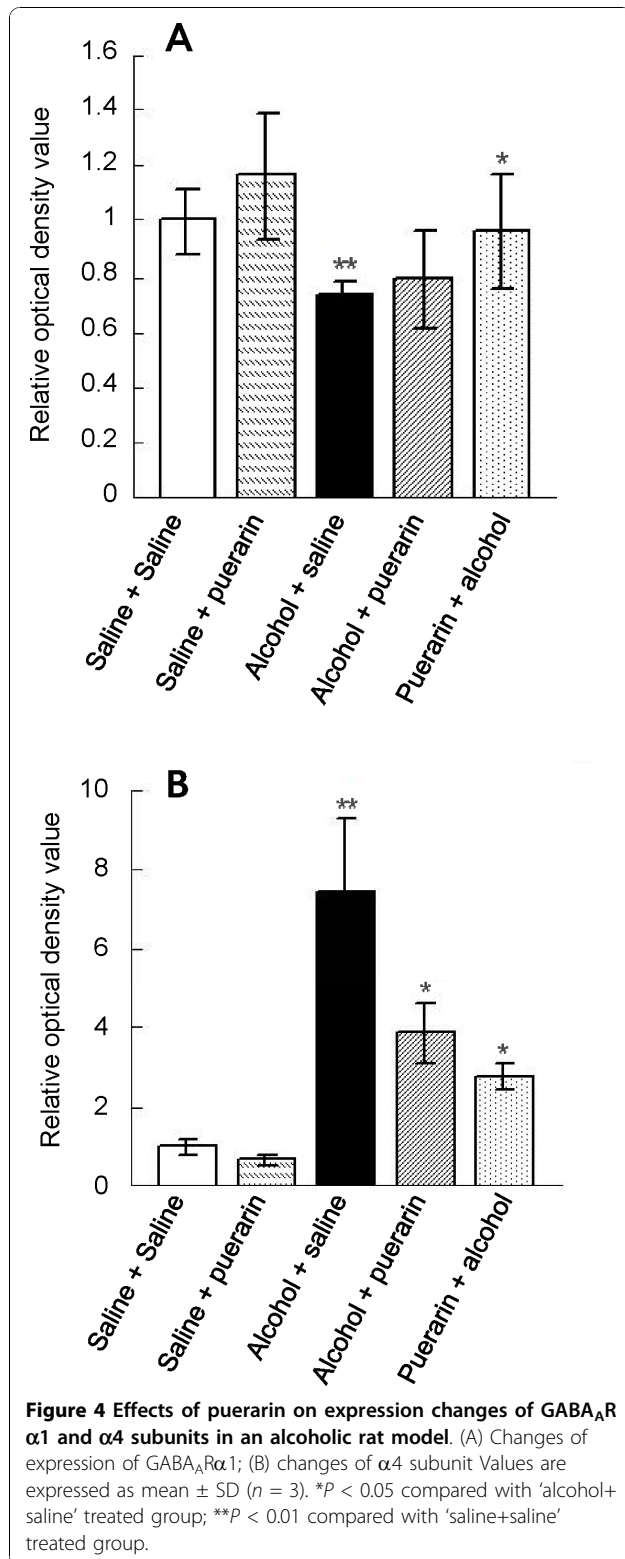 A
Relative optical density value
1.6
1.4
1.2
1
0.8
0.6
0.4
0.2
0
**
*
Saline + Saline
Saline + puerarin
Alcohol + saline
Alcohol + puerarin
Puerarin + alcohol
B
Relative optical density value
10
8
6
4
2
0
**
*
*
Saline + Saline
Saline + puerarin
Alcohol + saline
Alcohol + puerarin
Puerarin + alcohol
Figure 4 Effects of puerarin on expression changes of GABAAR
α1 and α4 subunits in an alcoholic rat model. (A) Changes of
expression of GABAARα1; (B) changes of α4 subunit Values are
expressed as mean ± SD (n = 3). *P < 0.05 compared with ‘alcohol+
saline’ treated group; **P < 0.01 compared with ‘saline+saline’
treated group.